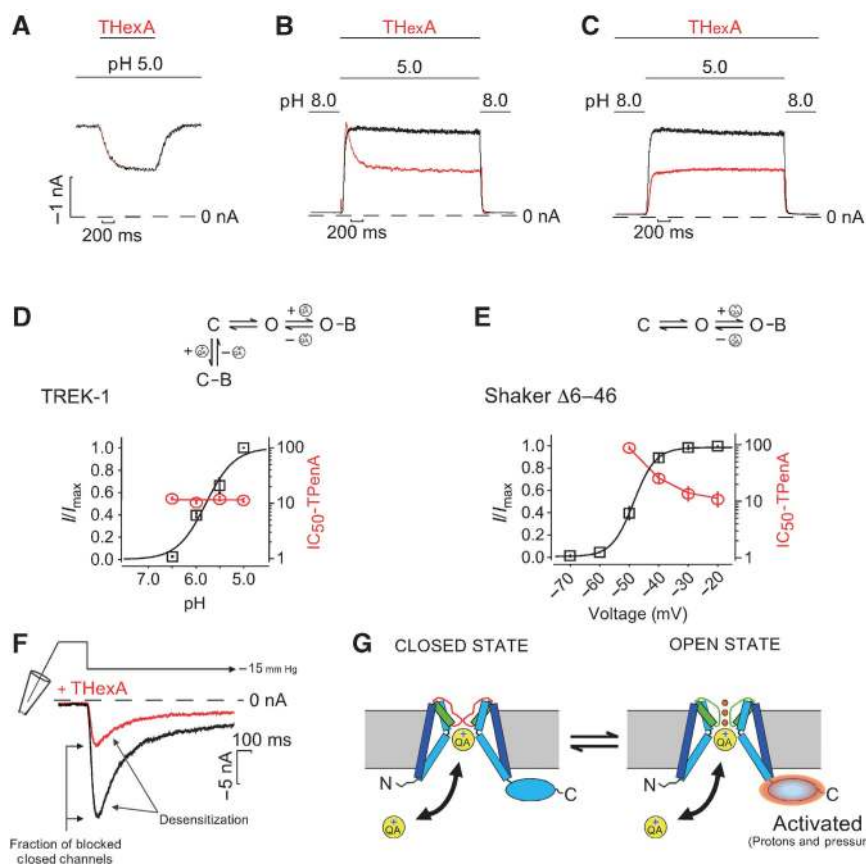 A
THexA
pH 5.0
−1 nA
0 nA
200 ms
B
THexA
5.0
pH 8.0
8.0
0 nA
200 ms
C
THexA
5.0
pH 8.0
8.0
0 nA
200 ms
D
C
O
O–B
+ QA
− QA
+ QA
− QA
C–B
TREK-1
I/Imax
1.0
0.8
0.6
0.4
0.2
0.0
100
10
1
IC50-TPenA
7.0 6.0 5.0
pH
E
C
O
O–B
+ QA
− QA
Shaker Δ6–46
I/Imax
1.0
0.8
0.6
0.4
0.2
0.0
100
10
1
IC50-TPenA
−70 −60 −50 −40 −30 −20
Voltage (mV)
F
−15 mm Hg
+ THexA
0 nA
100 ms
−5 nA
Desensitization
Fraction of blocked
closed channels
G
CLOSED STATE
OPEN STATE
+
QA
+
QA
N
C
+
QA
+
QA
N
C
Activated
(Protons and pressur